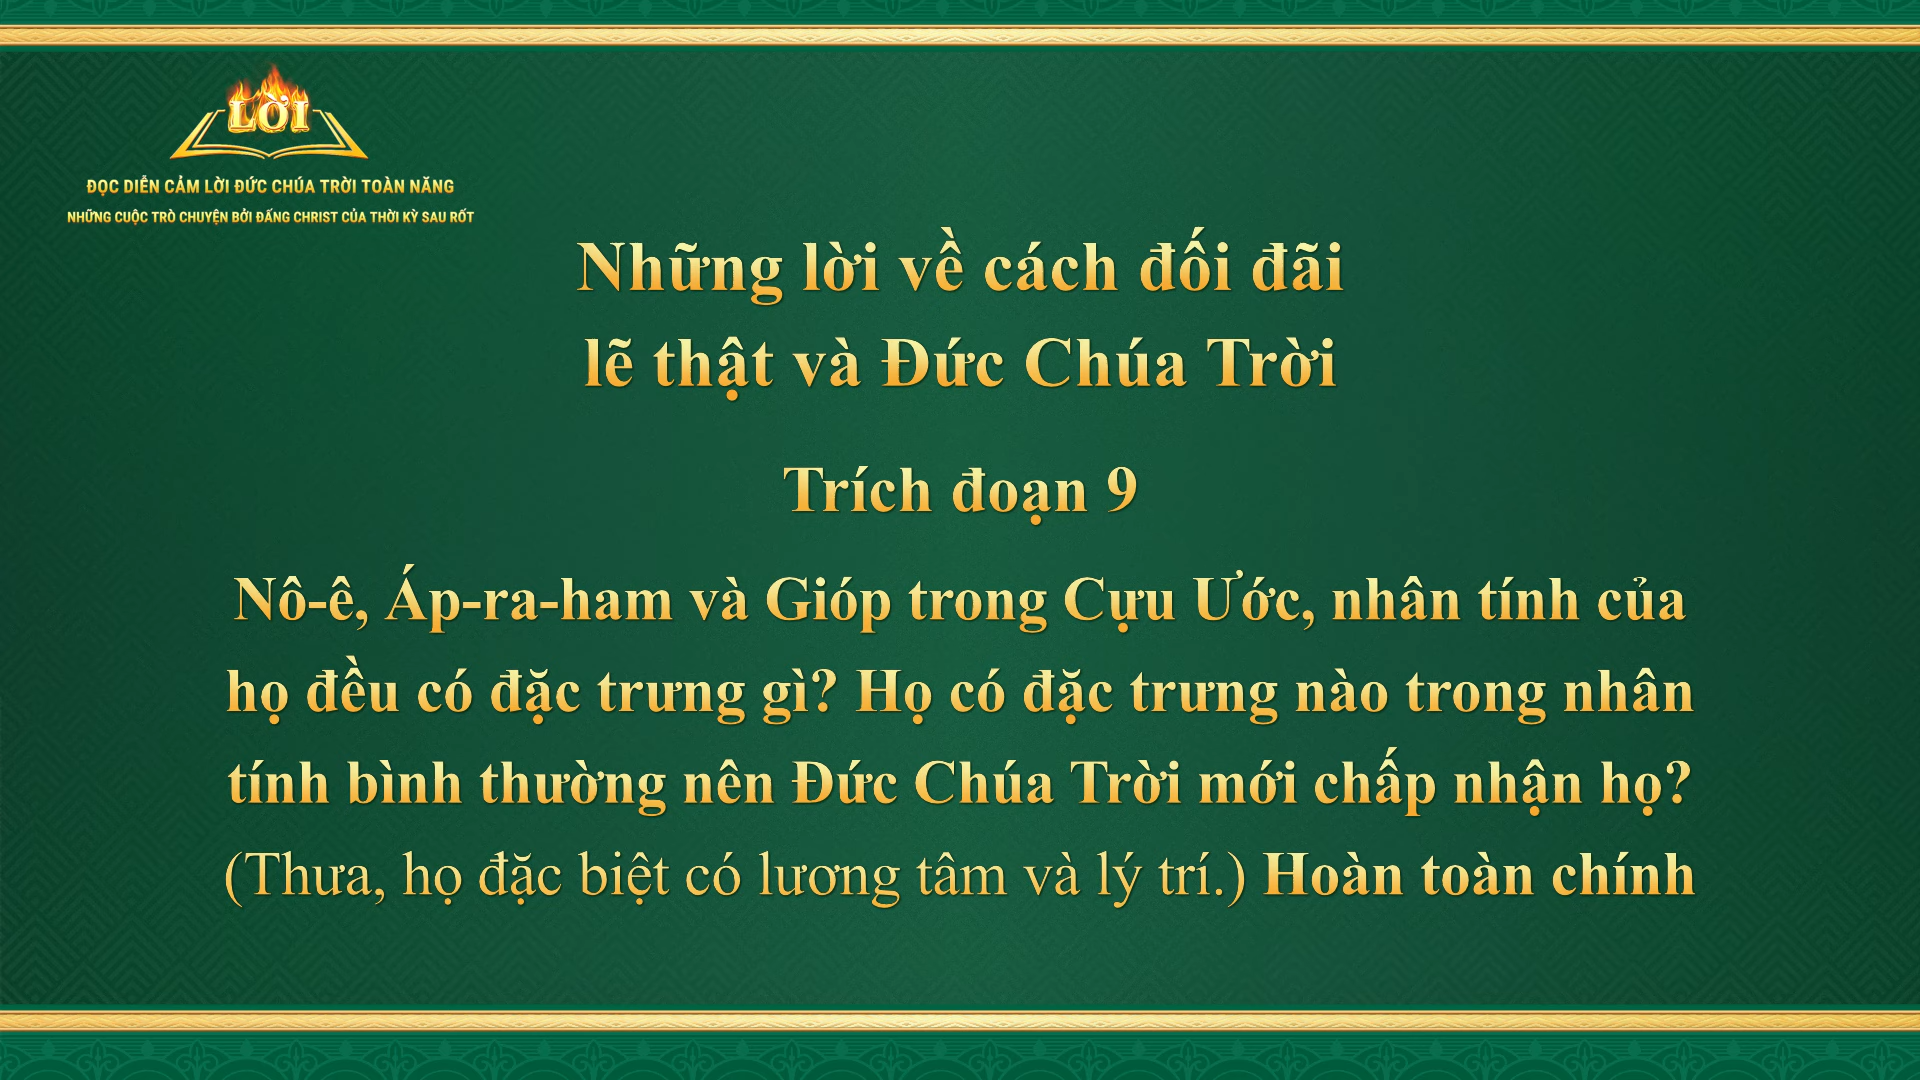 LỜI
ĐỌC DIỄN CẢM LỜI ĐỨC CHÚA TRỜI TOÀN NĂNG
NHỮNG CUỘC TRÒ CHUYỆN BỞI ĐẤNG CHRIST CỦA THỜI KỲ SAU RỐT
Những lời về cách đối đãi
lẽ thật và Đức Chúa Trời
Trích đoạn 9
Nô-ê, Áp-ra-ham và Gióp trong Cựu Ước, nhân tính của
họ đều có đặc trưng gì? Họ có đặc trưng nào trong nhân
tính bình thường nên Đức Chúa Trời mới chấp nhận họ?
(Thưa, họ đặc biệt có lương tâm và lý trí.) Hoàn toàn chính